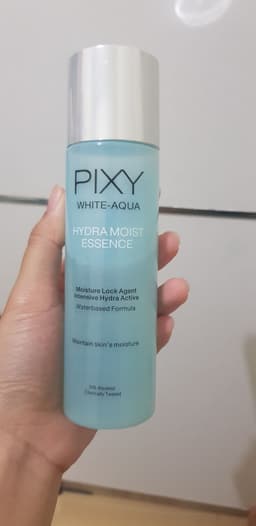 PIXY
WHITE-AQUA
HYDRA MOIST
ESSENCE
Moisture Lock Agent
Intensive Hydra Active
Waterbased Formula
Maintain skin's moisture
0% Alcohol
Clinically Tested